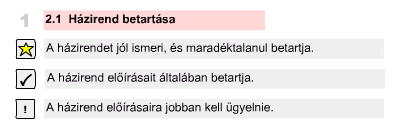 1 2.1 Házirend betartása
A házirendet jól ismeri, és maradéktalanul betartja.
A házirend előírásait általában betartja.
! A házirend előírásaira jobban kell ügyelnie.